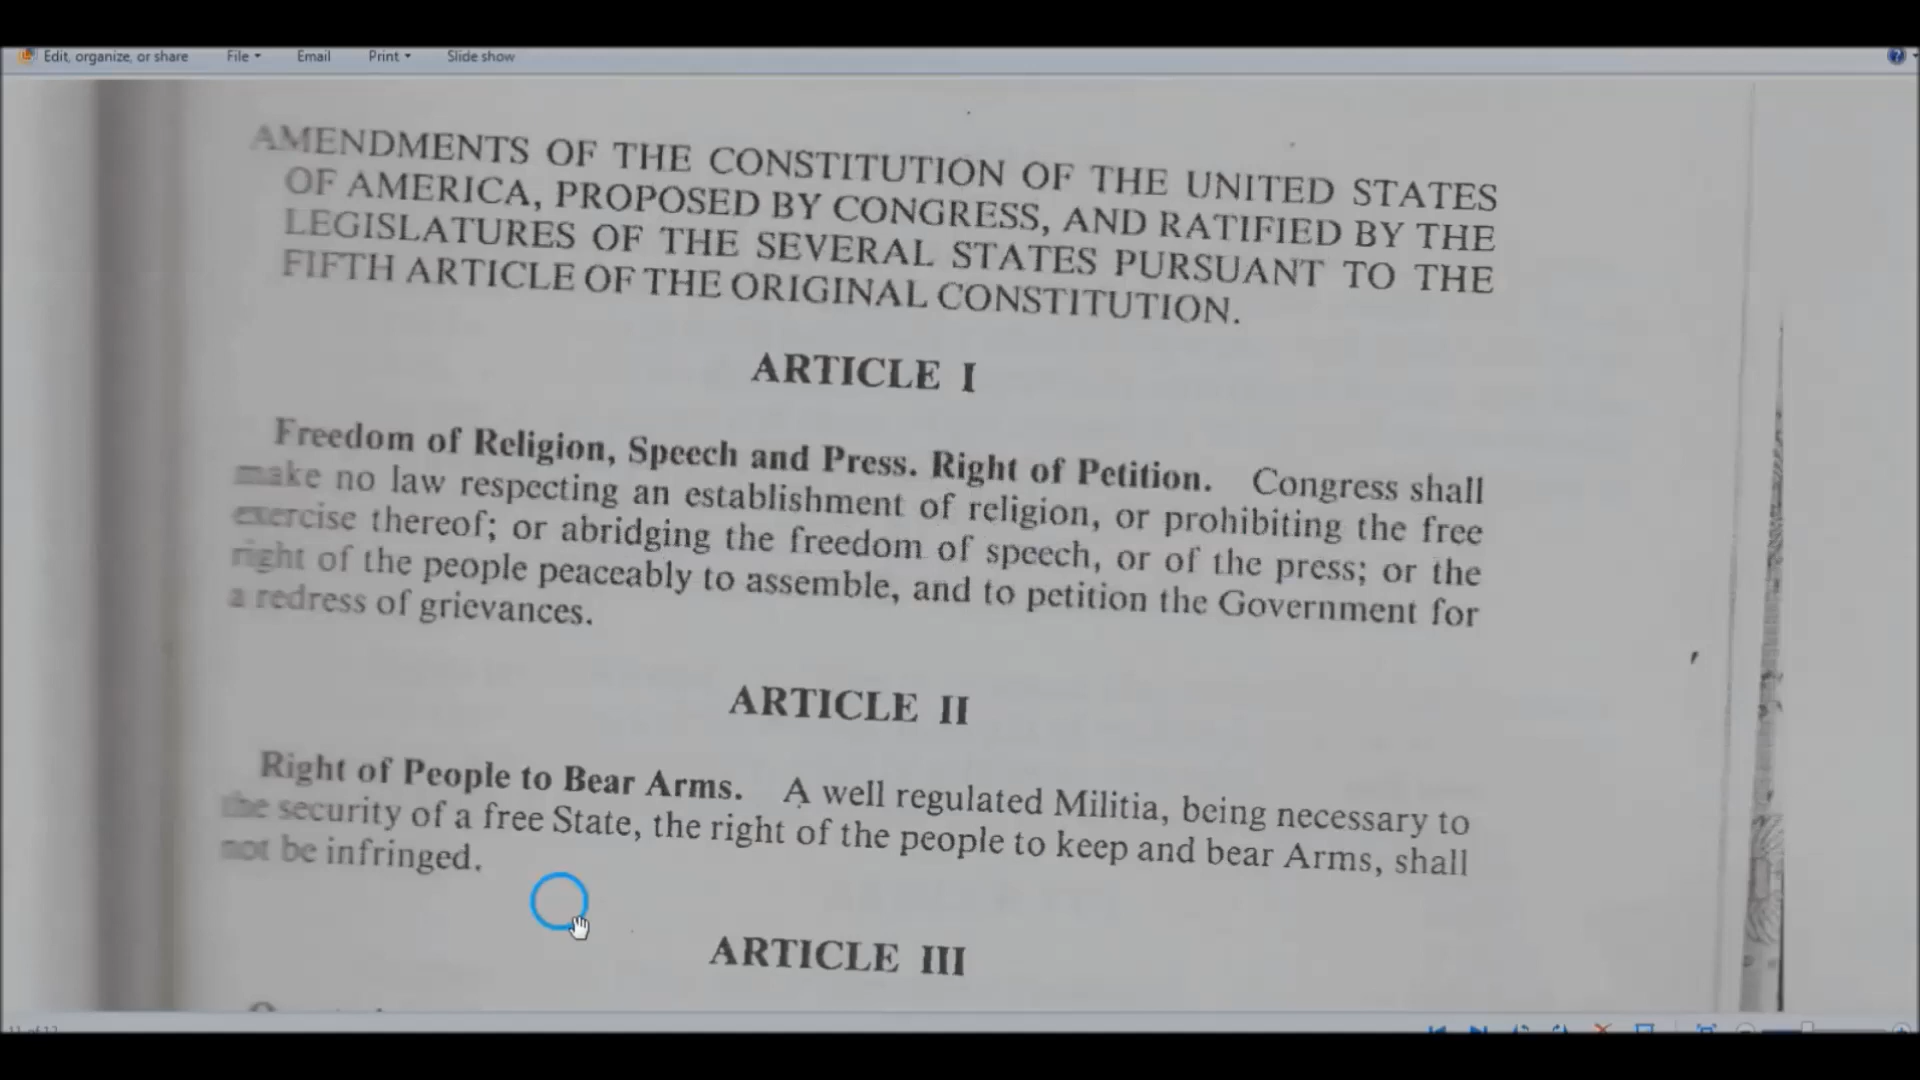 Edit, organize, or share File Email Print Slide show
AMENDMENTS OF THE CONSTITUTION OF THE UNITED STATES
OF AMERICA, PROPOSED BY CONGRESS, AND RATIFIED BY THE
LEGISLATURES OF THE SEVERAL STATES PURSUANT TO THE
FIFTH ARTICLE OF THE ORIGINAL CONSTITUTION.
ARTICLE I
Freedom of Religion, Speech and Press. Right of Petition. Congress shall
make no law respecting an establishment of religion, or prohibiting the free
exercise thereof; or abridging the freedom of speech, or of the press; or the
right of the people peaceably to assemble, and to petition the Government for
a redress of grievances.
ARTICLE II
Right of People to Bear Arms. A well regulated Militia, being necessary to
the security of a free State, the right of the people to keep and bear Arms, shall
not be infringed.
ARTICLE III